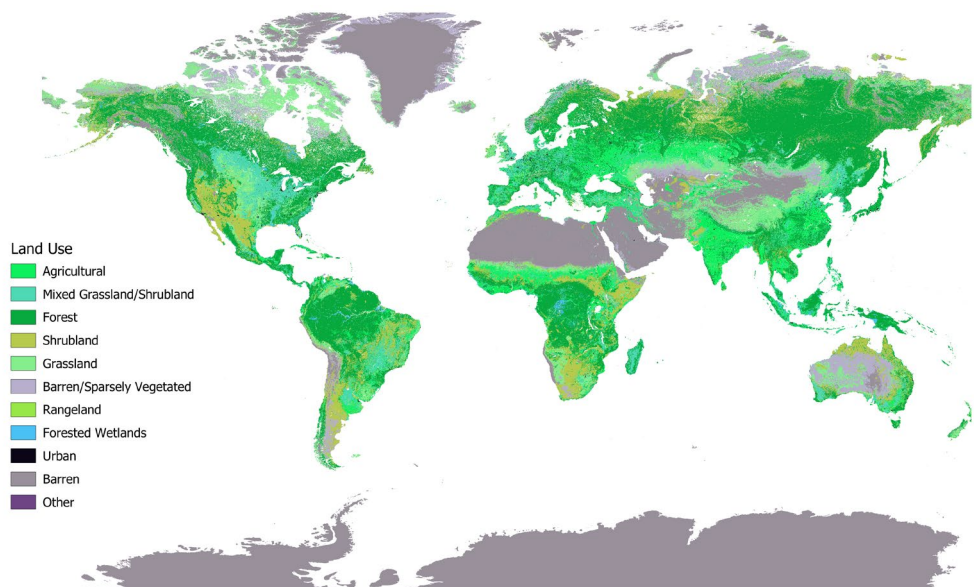 Land Use
Agricultural
Mixed Grassland/Shrubland
Forest
Shrubland
Grassland
Barren/Sparsely Vegetated
Rangeland
Forested Wetlands
Urban
Barren
Other